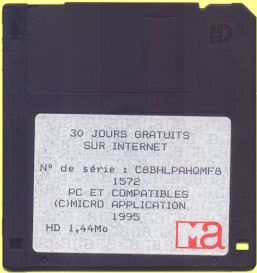 HD
30 JOURS GRATUITS
SUR INTERNET
N° de série : C8BHLPAHQMF8
1572
PC ET COMPATIBLES
(C)MICRO APPLICATION
1995
HD 1,44Mo
Ma